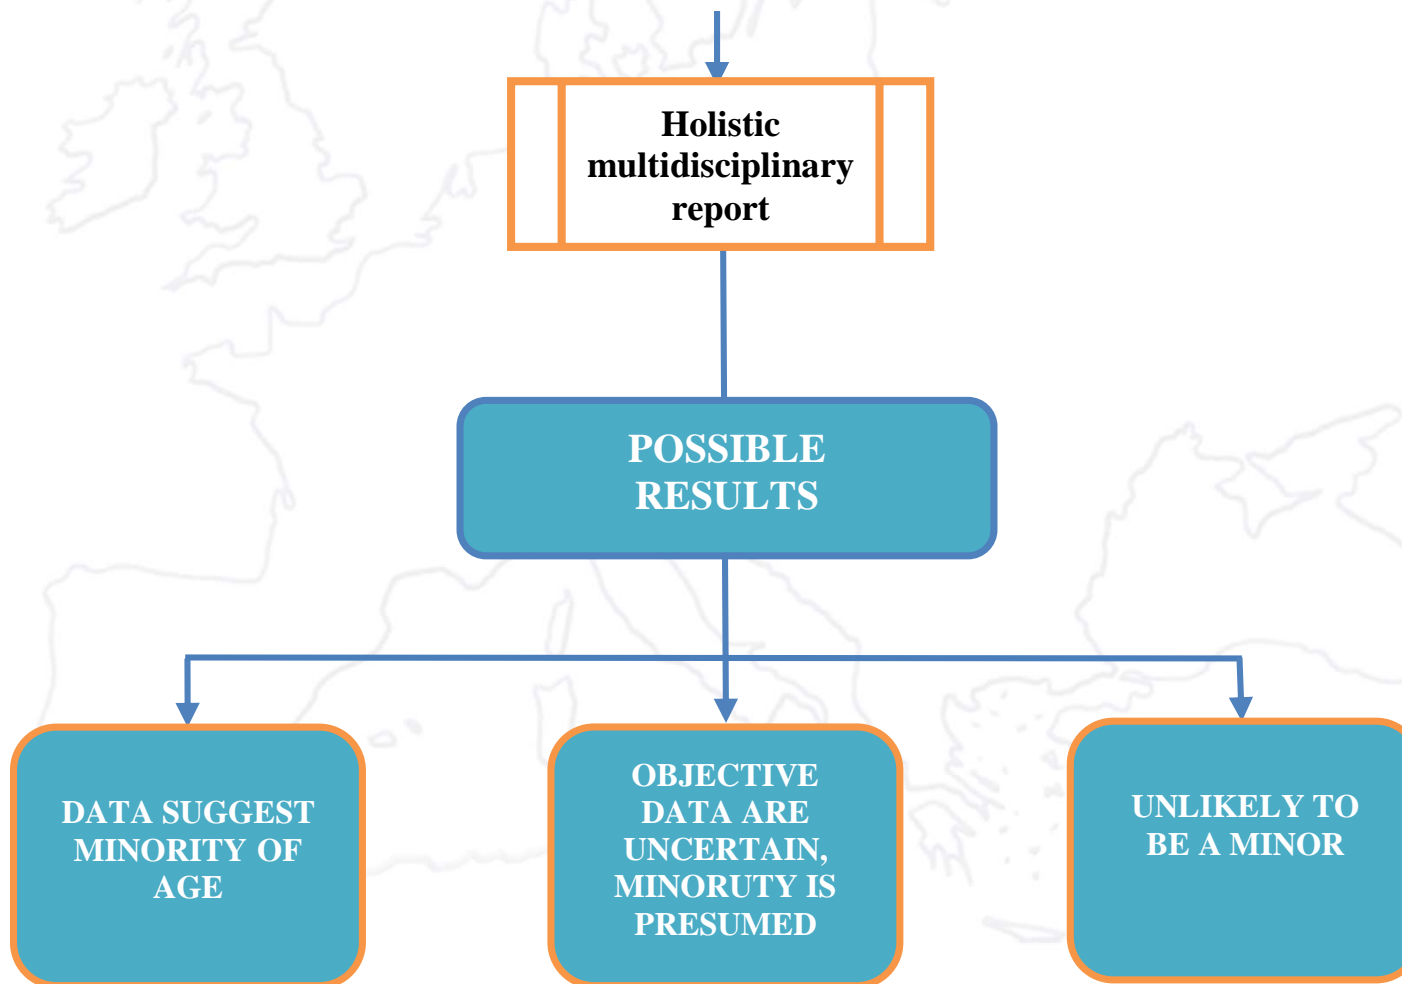 Holistic
multidisciplinary
report
POSSIBLE
RESULTS
DATA SUGGEST
MINORITY OF
AGE
OBJECTIVE
DATA ARE
UNCERTAIN,
MINORUTY IS
PRESUMED
UNLIKELY TO
BE A MINOR